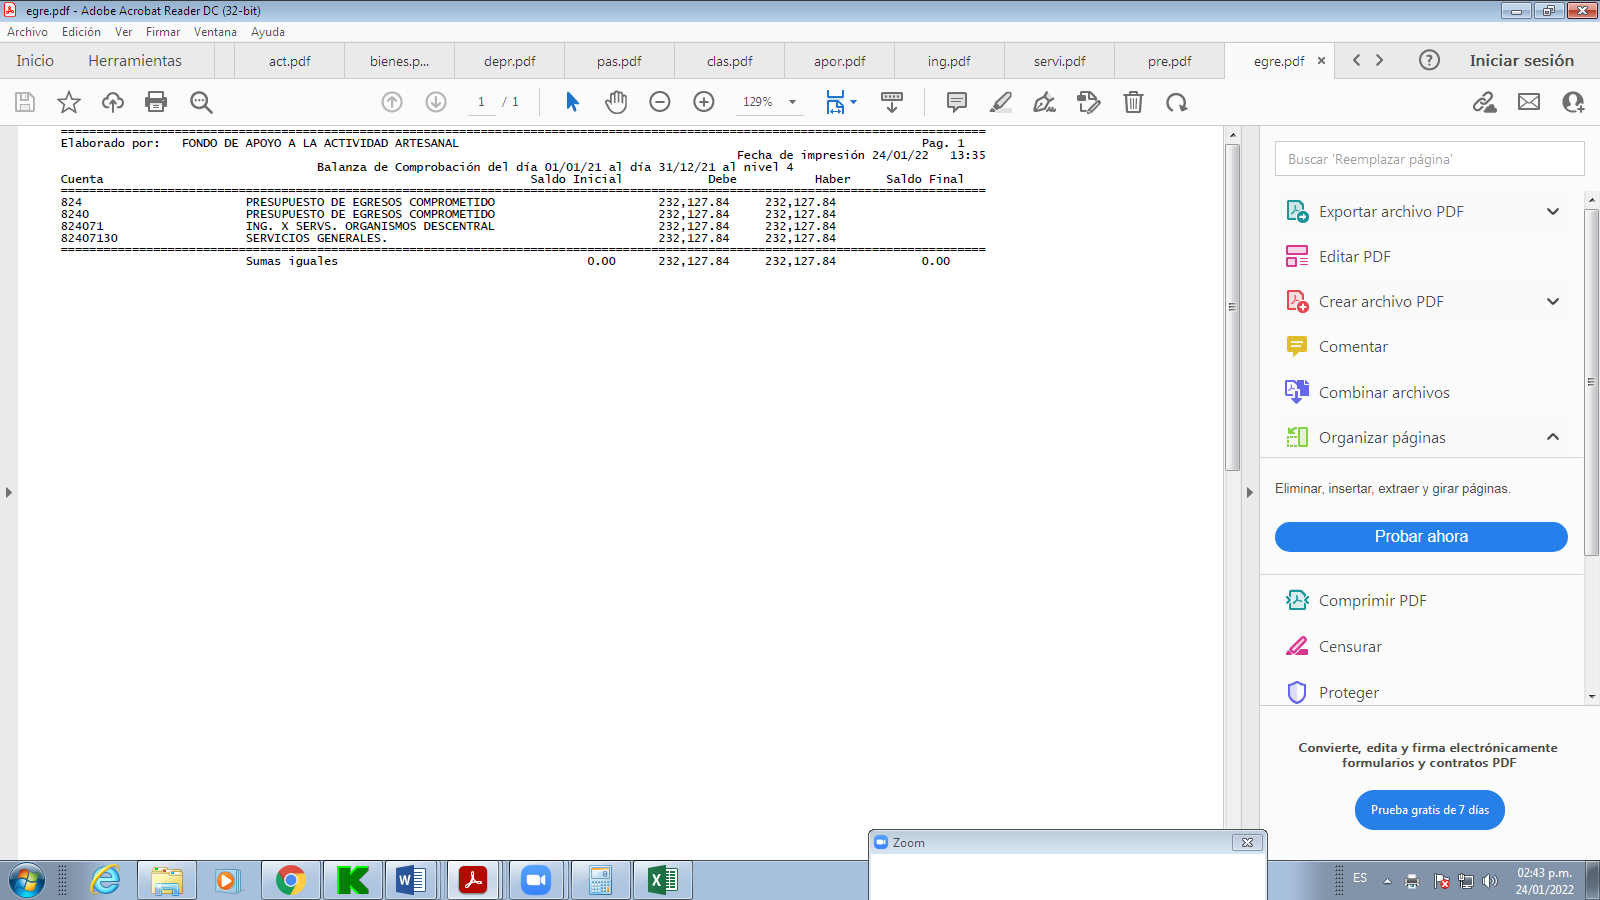 egre.pdf - Adobe Acrobat Reader DC (32-bit)
Archivo Edición Ver Firmar Ventana Ayuda
Inicio Herramientas act.pdf bienes.p... depr.pdf pas.pdf clas.pdf apor.pdf ing.pdf servi.pdf pre.pdf egre.pdf Iniciar sesión
1 / 1 129%
Elaborado por: FONDO DE APOYO A LA ACTIVIDAD ARTESANAL Pag. 1
Fecha de impresión 24/01/22 13:35
Balanza de Comprobación del día 01/01/21 al día 31/12/21 al nivel 4
Cuenta Saldo Inicial Debe Haber Saldo Final
824 PRESUPUESTO DE EGRESOS COMPROMETIDO 232,127.84 232,127.84
8240 PRESUPUESTO DE EGRESOS COMPROMETIDO 232,127.84 232,127.84
824071 ING. X SERVS. ORGANISMOS DESCENTRAL 232,127.84 232,127.84
82407130 SERVICIOS GENERALES. 232,127.84 232,127.84
Sumas iguales 0.00 232,127.84 232,127.84 0.00
Buscar 'Reemplazar página'
Exportar archivo PDF
Editar PDF
Crear archivo PDF
Comentar
Combinar archivos
Organizar páginas
Eliminar, insertar, extraer y girar páginas.
Probar ahora
Comprimir PDF
Censurar
Proteger
Convierte, edita y firma electrónicamente
formularios y contratos PDF
Prueba gratis de 7 días
Zoom
ES 02:43 p.m.
24/01/2022